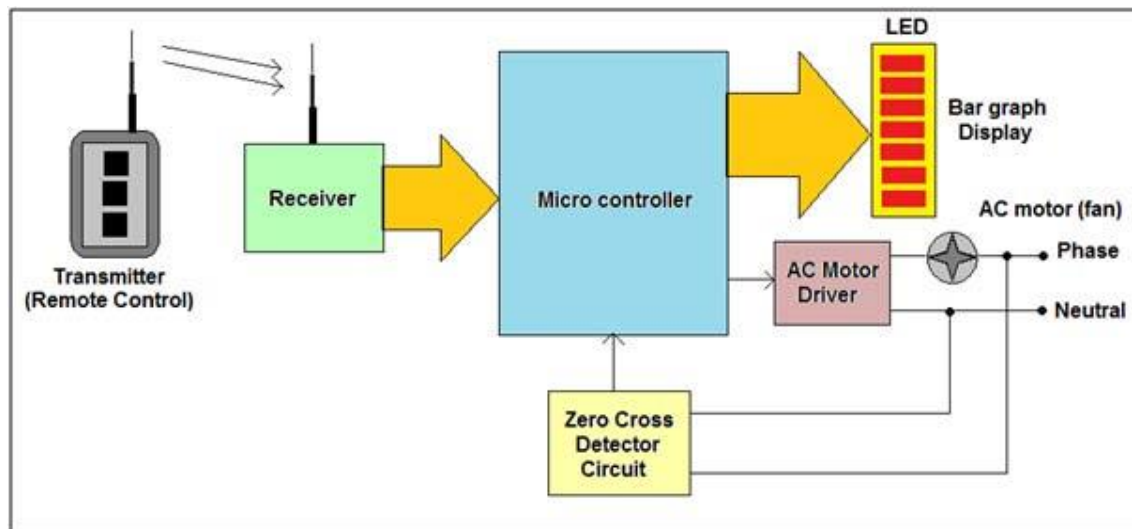 LED
Bar graph
Display
Receiver
Micro controller
Transmitter
(Remote Control)
AC motor (fan)
Phase
AC Motor
Driver
Neutral
Zero Cross
Detector
Circuit